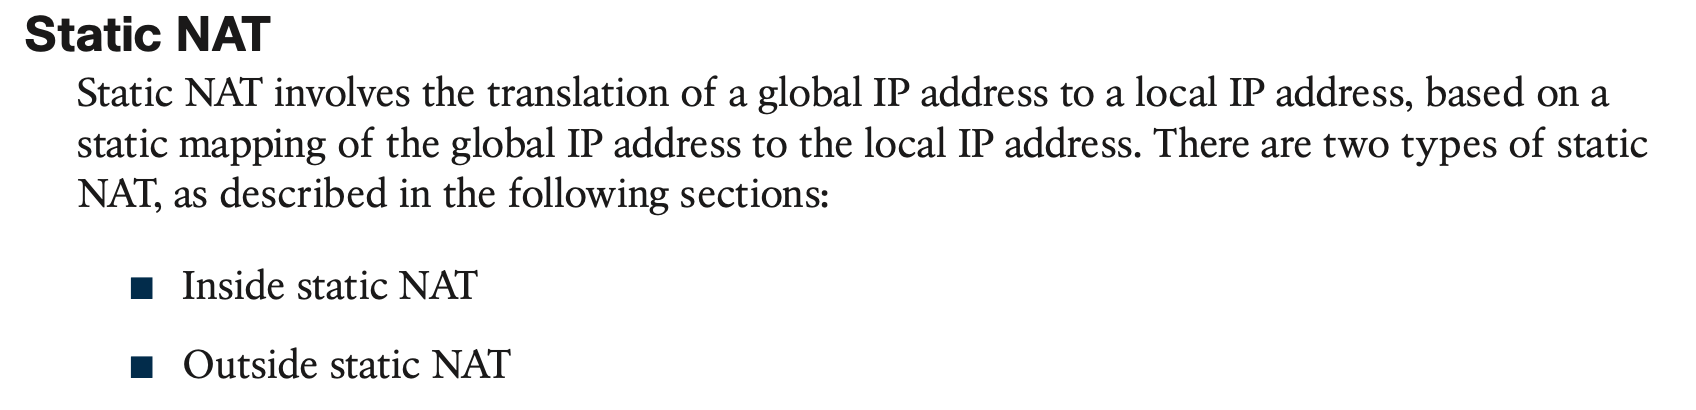 Static NAT
Static NAT involves the translation of a global IP address to a local IP address, based on a
static mapping of the global IP address to the local IP address. There are two types of static
NAT, as described in the following sections:
■ Inside static NAT
■ Outside static NAT